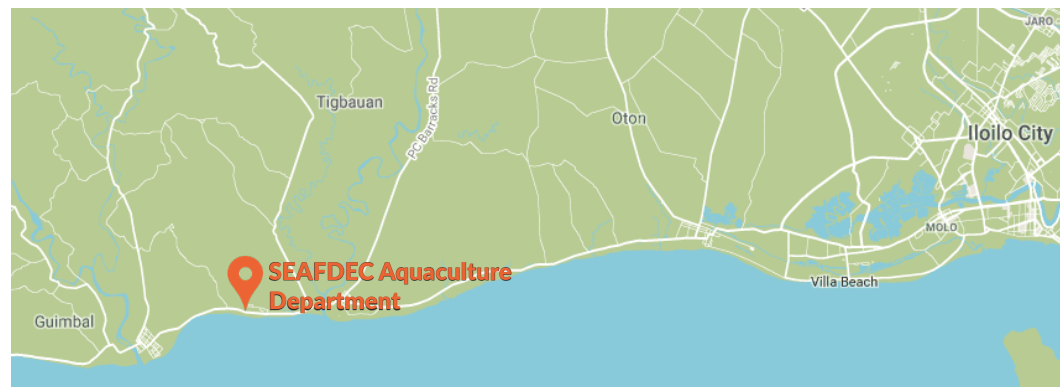 JARO
Tigbauan
PC Barracks Rd
Oton
Iloilo City
MOLO
SEAFDEC Aquaculture
Department
Villa Beach
Guimbal